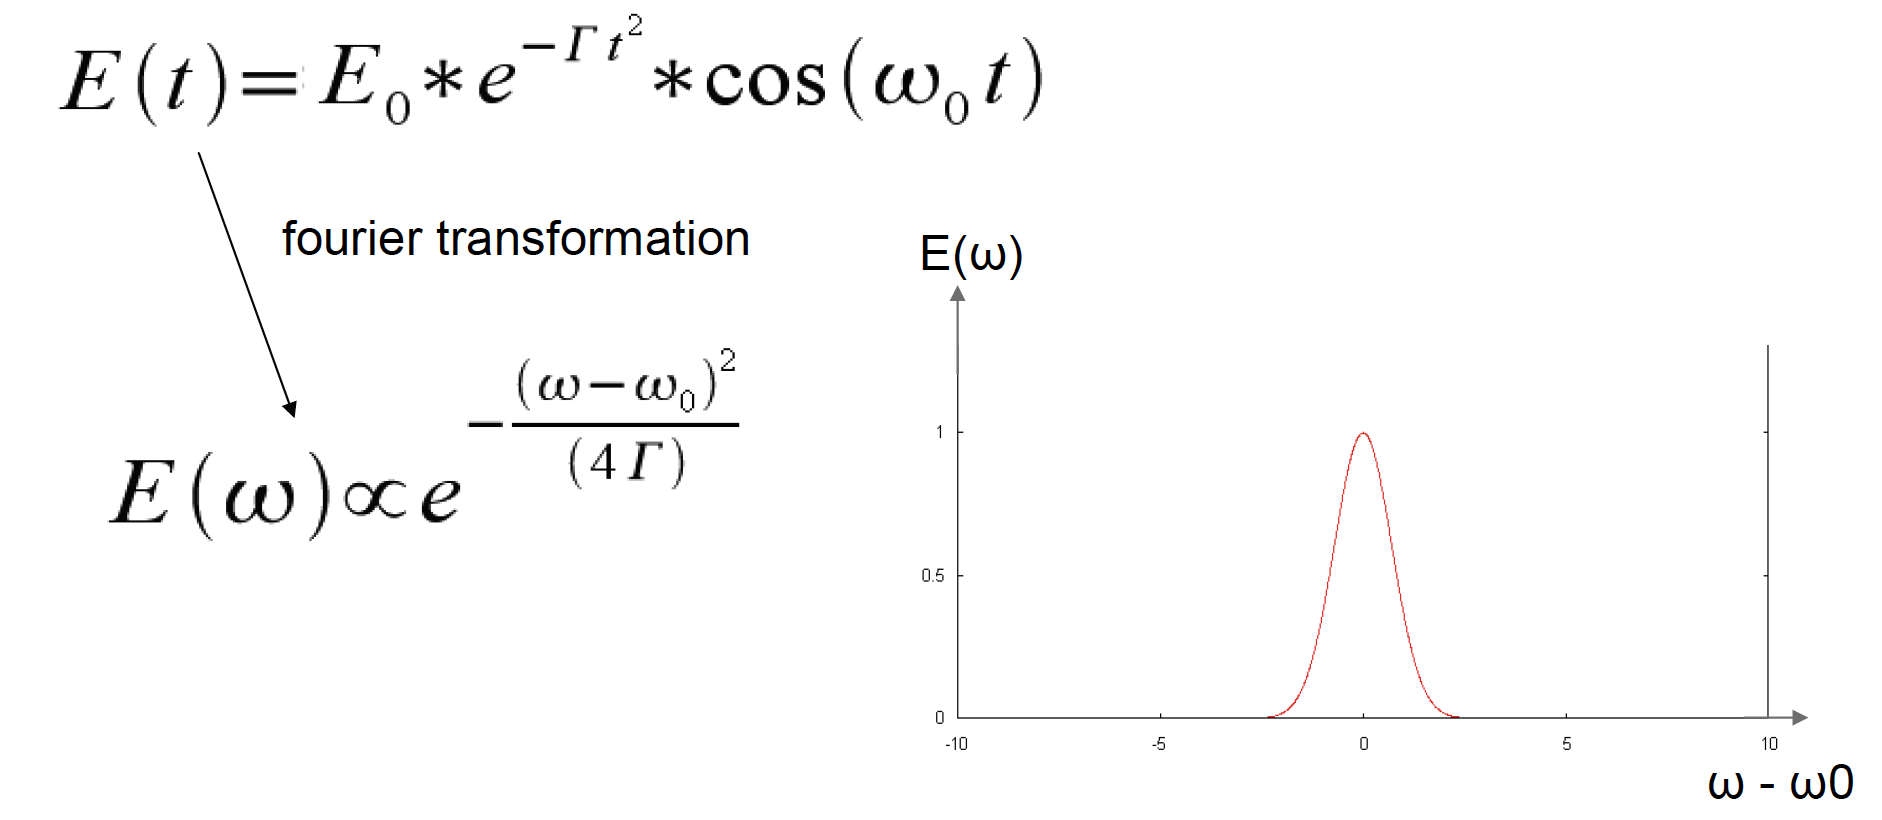 E(t)=E₀*e^{-Γt²}*cos(ω₀t)
fourier transformation
E(ω)∝e^{-(ω-ω₀)²/(4Γ)}
E(ω)
1
0.5
0
-10 -5 0 5 10
ω - ω0